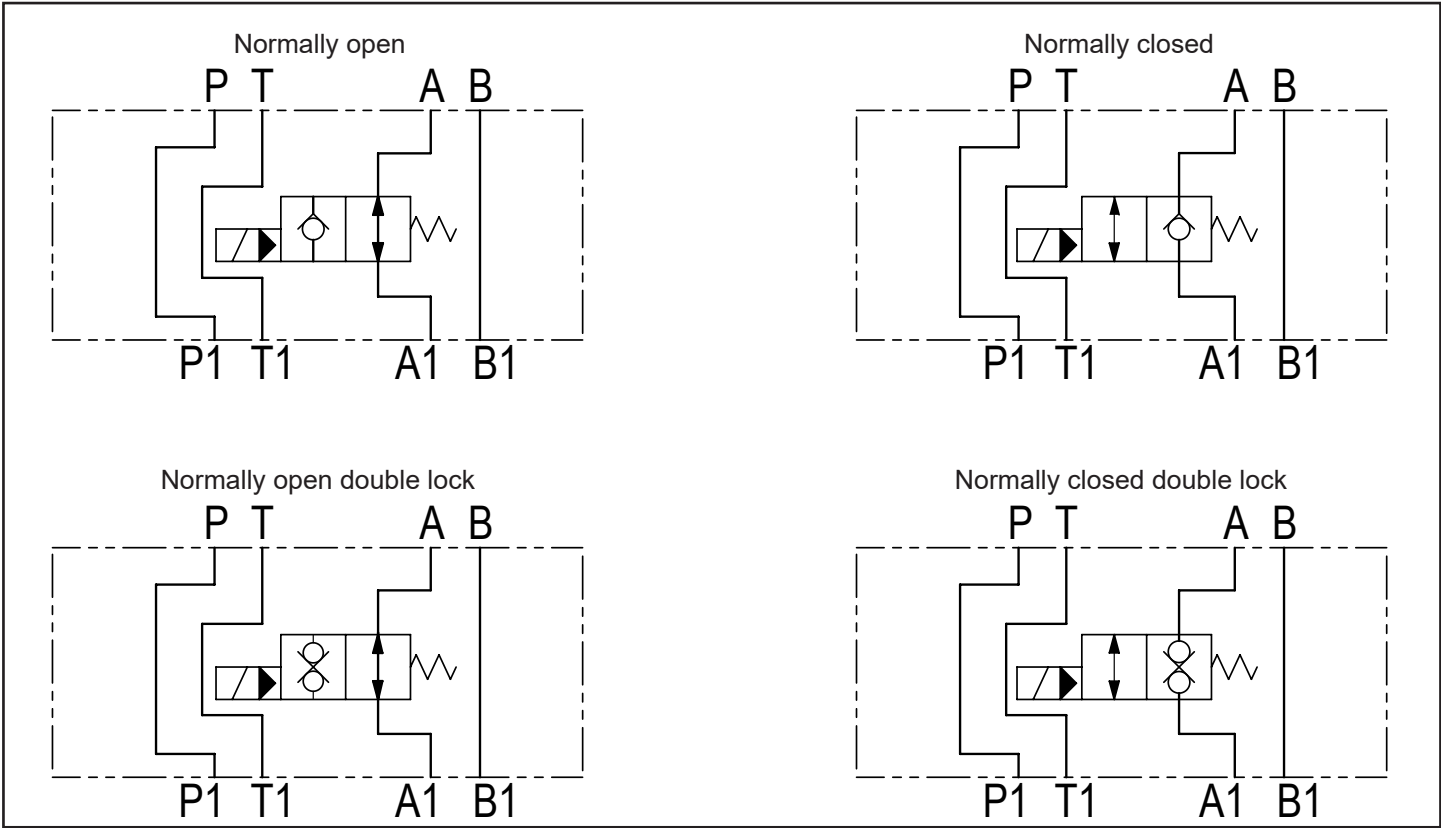 Normally open
P T A B
P1 T1 A1 B1
Normally closed
P T A B
P1 T1 A1 B1
Normally open double lock
P T A B
P1 T1 A1 B1
Normally closed double lock
P T A B
P1 T1 A1 B1